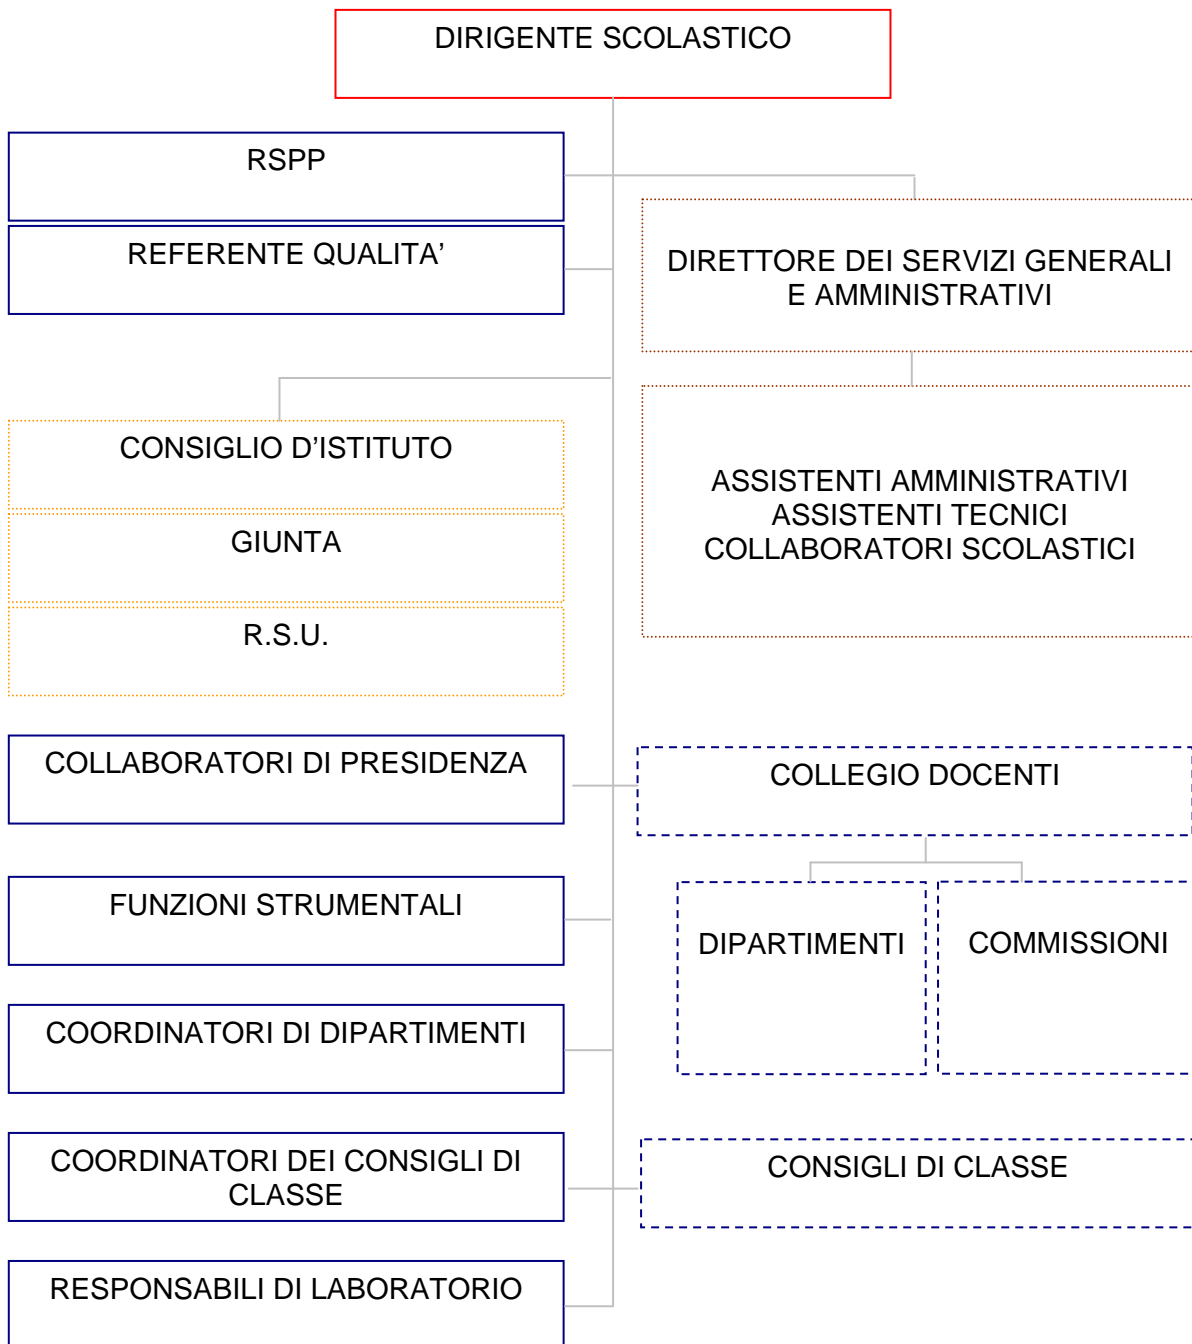 DIRIGENTE SCOLASTICO
RSPP
REFERENTE QUALITA’
DIRETTORE DEI SERVIZI GENERALI
E AMMINISTRATIVI
CONSIGLIO D’ISTITUTO
GIUNTA
R.S.U.
ASSISTENTI AMMINISTRATIVI
ASSISTENTI TECNICI
COLLABORATORI SCOLASTICI
COLLABORATORI DI PRESIDENZA
COLLEGIO DOCENTI
FUNZIONI STRUMENTALI
DIPARTIMENTI
COMMISSIONI
COORDINATORI DI DIPARTIMENTI
COORDINATORI DEI CONSIGLI DI
CLASSE
CONSIGLI DI CLASSE
RESPONSABILI DI LABORATORIO